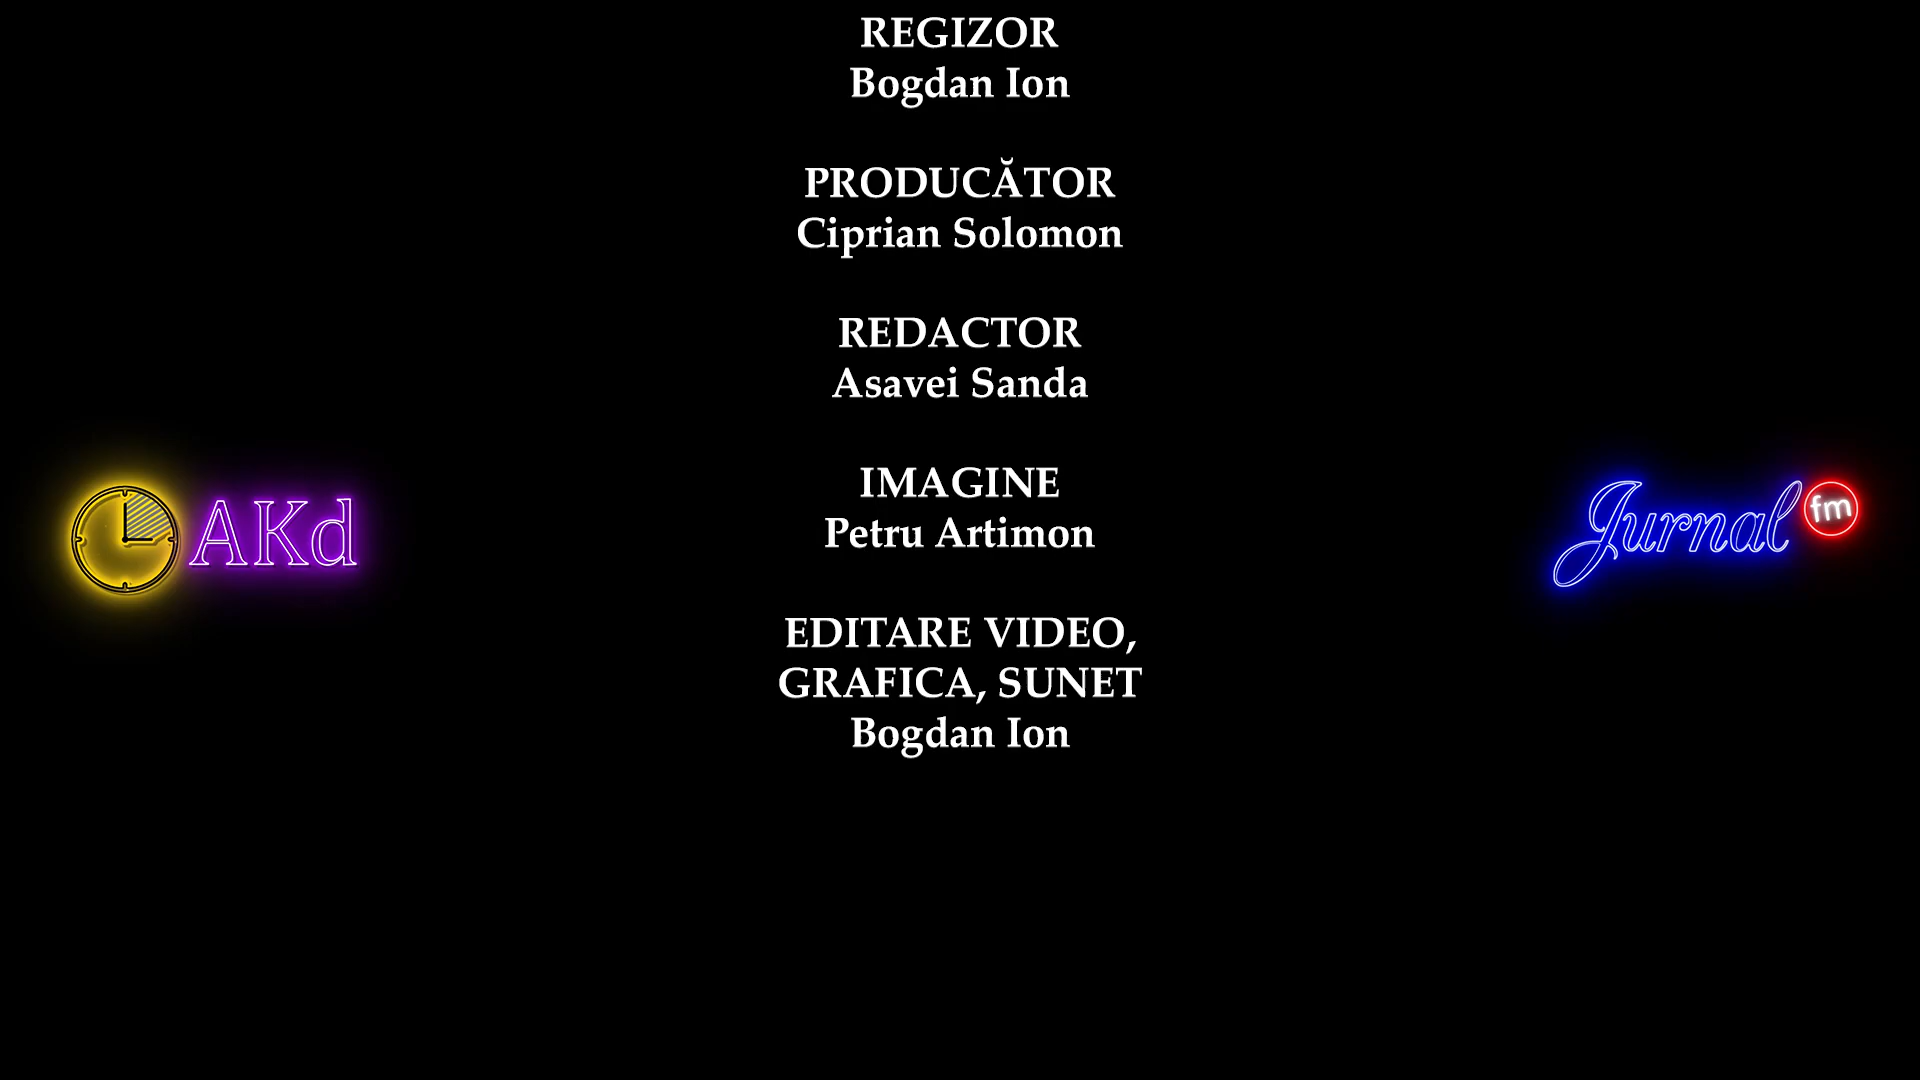 REGIZOR
Bogdan Ion
PRODUCĂTOR
Ciprian Solomon
REDACTOR
Asavei Sanda
IMAGINE
Petru Artimon
EDITARE VIDEO,
GRAFICA, SUNET
Bogdan Ion
AKd
Jurnal fm